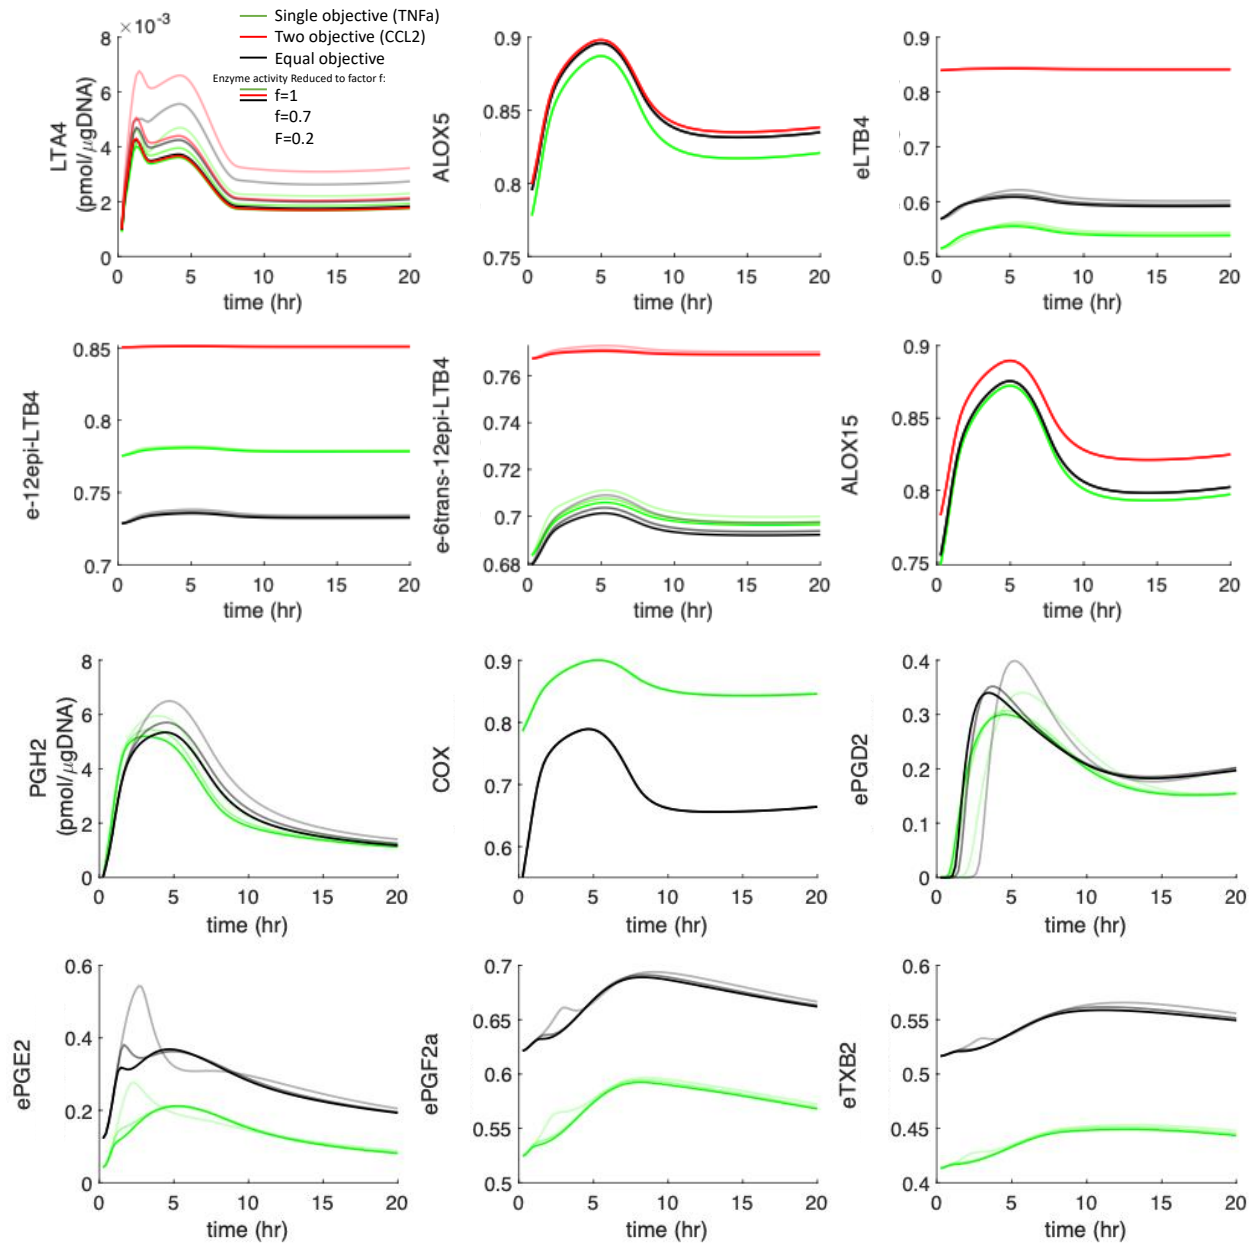 ×10⁻³
Single objective (TNFa)
Two objective (CCL2)
Equal objective
Enzyme activity Reduced to factor f:
f=1
f=0.7
F=0.2
LTA4
(pmol/μgDNA)
8
6
4
2
0
0 5 10 15 20
time (hr)
ALOX5
0.9
0.85
0.8
0.75
0 5 10 15 20
time (hr)
eLTB4
0.9
0.8
0.7
0.6
0.5
0 5 10 15 20
time (hr)
e-12epi-LTB4
0.85
0.8
0.75
0.7
0 5 10 15 20
time (hr)
e-6trans-12epi-LTB4
0.76
0.74
0.72
0.7
0.68
0 5 10 15 20
time (hr)
ALOX15
0.9
0.85
0.8
0.75
0 5 10 15 20
time (hr)
PGH2
(pmol/μgDNA)
8
6
4
2
0
0 5 10 15 20
time (hr)
COX
0.9
0.8
0.7
0.6
0 5 10 15 20
time (hr)
ePGD2
0.4
0.3
0.2
0.1
0
0 5 10 15 20
time (hr)
ePGE2
0.6
0.4
0.2
0
0 5 10 15 20
time (hr)
ePGF2a
0.7
0.65
0.6
0.55
0.5
0 5 10 15 20
time (hr)
eTXB2
0.6
0.55
0.5
0.45
0.4
0 5 10 15 20
time (hr)